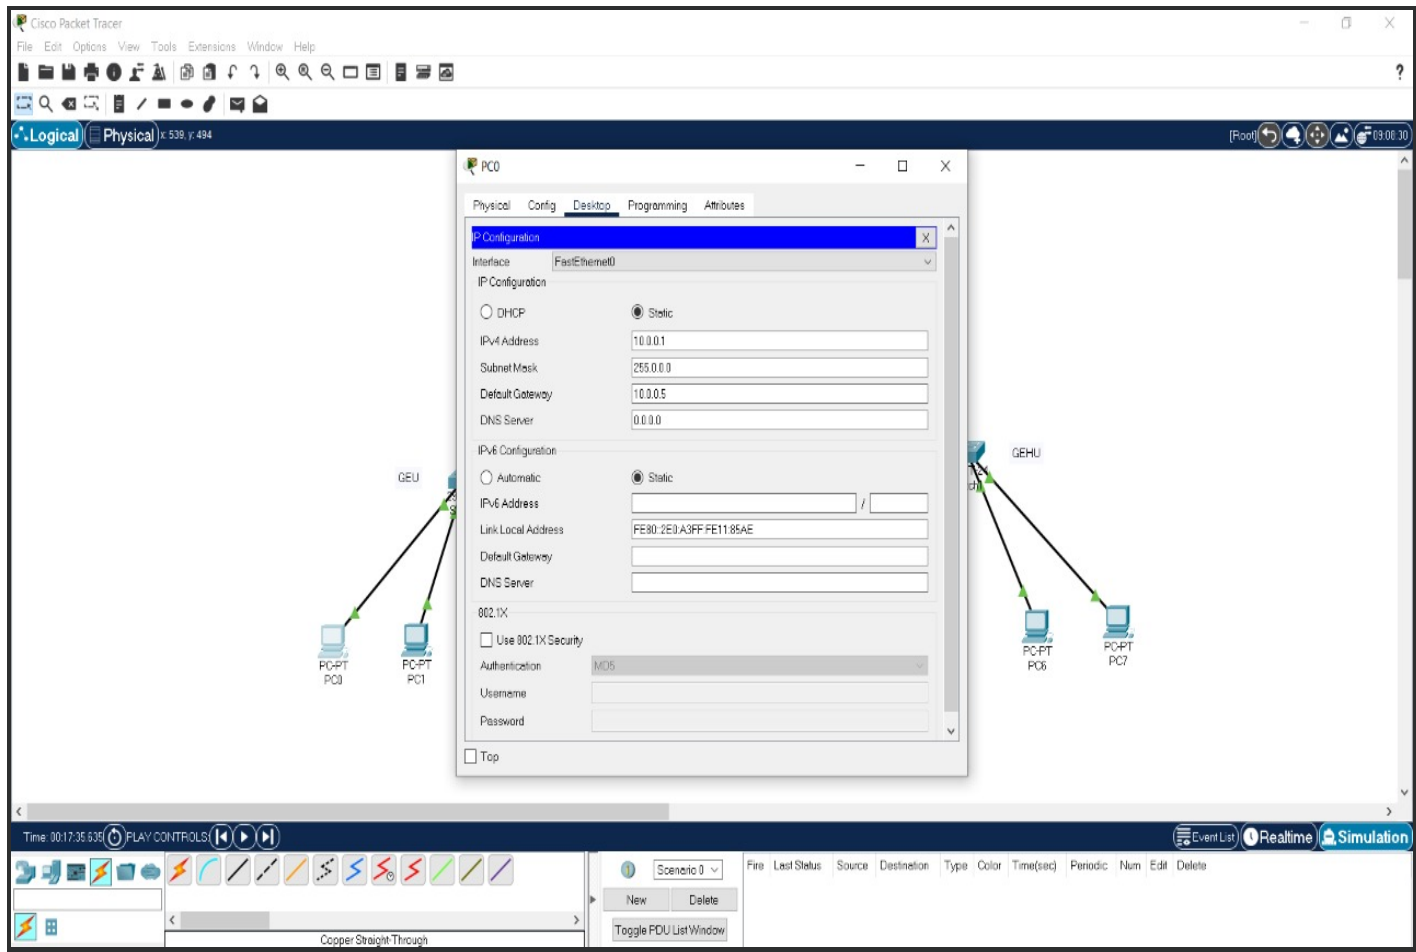 Cisco Packet Tracer
File Edit Options View Tools Extensions Window Help
?
Logical Physical x: 539, y: 494 [Root] 09:08:30
PC0
Physical Config Desktop Programming Attributes
IP Configuration X
Interface FastEthernet0
IP Configuration
DHCP Static
IPv4 Address 10.0.0.1
Subnet Mask 255.0.0.0
Default Gateway 10.0.0.5
DNS Server 0.0.0.0
IPv6 Configuration
Automatic Static
IPv6 Address /
Link Local Address FE80::2E0:A3FF:FE11:85AE
Default Gateway
DNS Server
802.1X
Use 802.1X Security
Authentication MD5
Username
Password
Top
GEU
GEHU
PC-PT
PC0
PC-PT
PC1
PC-PT
PC6
PC-PT
PC7
Time: 00:17:35.635 PLAY CONTROLS: Event List Realtime Simulation
Scenario 0
New Delete
Toggle PDU List Window
Fire Last Status Source Destination Type Color Time(sec) Periodic Num Edit Delete
Copper Straight-Through